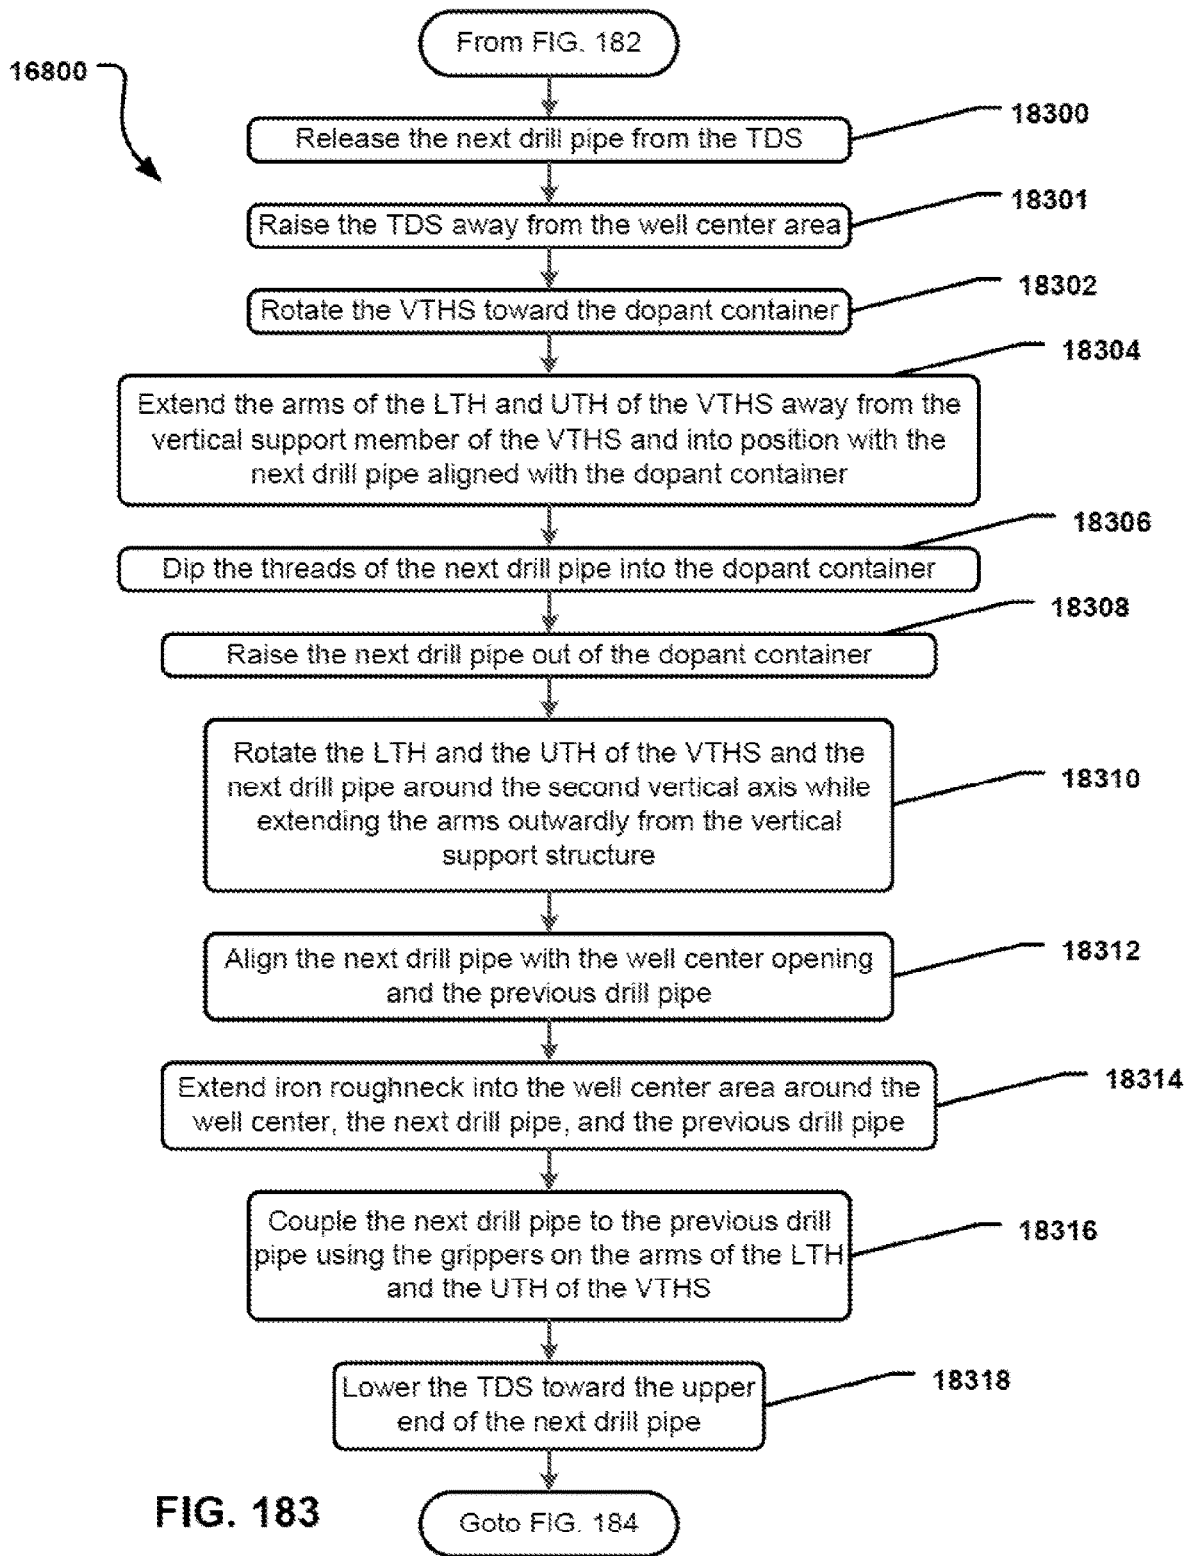 From FIG. 182
16800
18300
Release the next drill pipe from the TDS
18301
Raise the TDS away from the well center area
18302
Rotate the VTHS toward the dopant container
18304
Extend the arms of the LTH and UTH of the VTHS away from the
vertical support member of the VTHS and into position with the
next drill pipe aligned with the dopant container
18306
Dip the threads of the next drill pipe into the dopant container
18308
Raise the next drill pipe out of the dopant container
Rotate the LTH and the UTH of the VTHS and the
next drill pipe around the second vertical axis while
extending the arms outwardly from the vertical
support structure
18310
Align the next drill pipe with the well center opening
and the previous drill pipe
18312
Extend iron roughneck into the well center area around the
well center, the next drill pipe, and the previous drill pipe
18314
Couple the next drill pipe to the previous drill
pipe using the grippers on the arms of the LTH
and the UTH of the VTHS
18316
Lower the TDS toward the upper
end of the next drill pipe
18318
FIG. 183
Goto FIG. 184